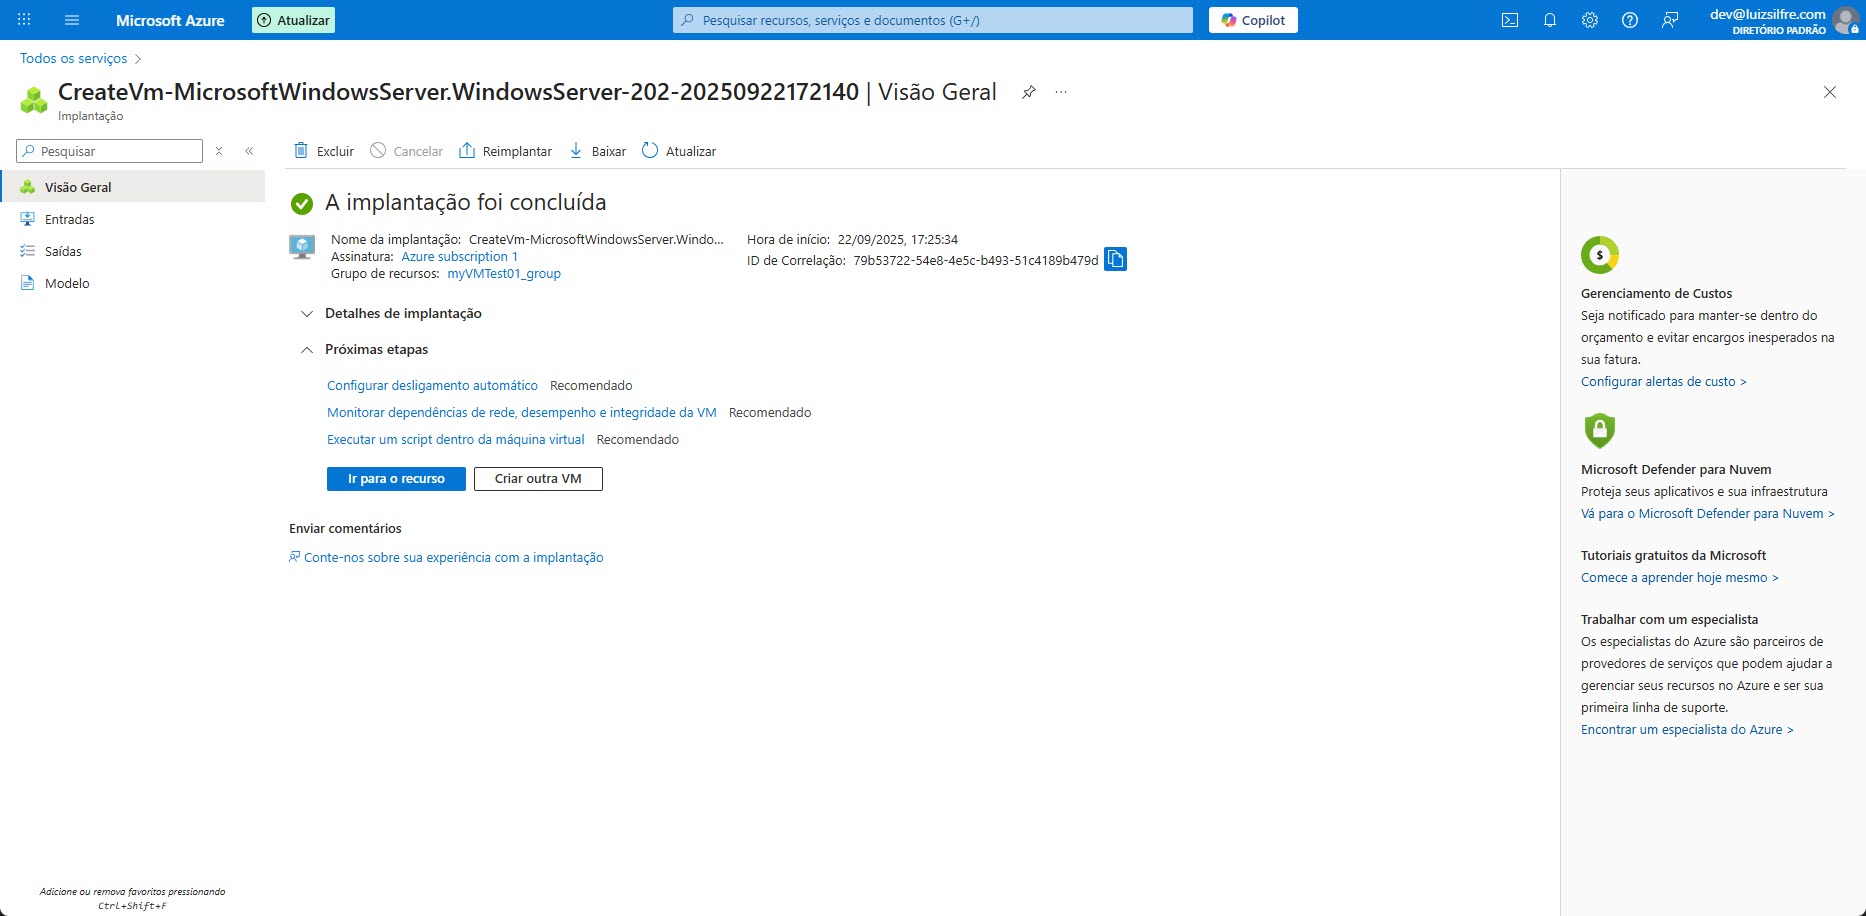 Microsoft Azure
Atualizar
Pesquisar recursos, serviços e documentos (G+/)
Copilot
dev@luizsilfre.com
DIRETÓRIO PADRÃO
Todos os serviços >
CreateVm-MicrosoftWindowsServer.WindowsServer-202-20250922172140 | Visão Geral
Implantação
Pesquisar
Visão Geral
Entradas
Saídas
Modelo
Excluir
Cancelar
Reimplantar
Baixar
Atualizar
A implantação foi concluída
Nome da implantação: CreateVm-MicrosoftWindowsServer.Windo...
Assinatura: Azure subscription 1
Grupo de recursos: myVMTest01_group
Hora de início: 22/09/2025, 17:25:34
ID de Correlação: 79b53722-54e8-4e5c-b493-51c4189b479d
Detalhes de implantação
Próximas etapas
Configurar desligamento automático Recomendado
Monitorar dependências de rede, desempenho e integridade da VM Recomendado
Executar um script dentro da máquina virtual Recomendado
Ir para o recurso
Criar outra VM
Enviar comentários
Conte-nos sobre sua experiência com a implantação
Gerenciamento de Custos
Seja notificado para manter-se dentro do
orçamento e evitar encargos inesperados na
sua fatura.
Configurar alertas de custo >
Microsoft Defender para Nuvem
Proteja seus aplicativos e sua infraestrutura
Vá para o Microsoft Defender para Nuvem >
Tutoriais gratuitos da Microsoft
Comece a aprender hoje mesmo >
Trabalhar com um especialista
Os especialistas do Azure são parceiros de
provedores de serviços que podem ajudar a
gerenciar seus recursos no Azure e ser sua
primeira linha de suporte.
Encontrar um especialista do Azure >
Adicione ou remova favoritos pressionando
Ctrl+Shift+F